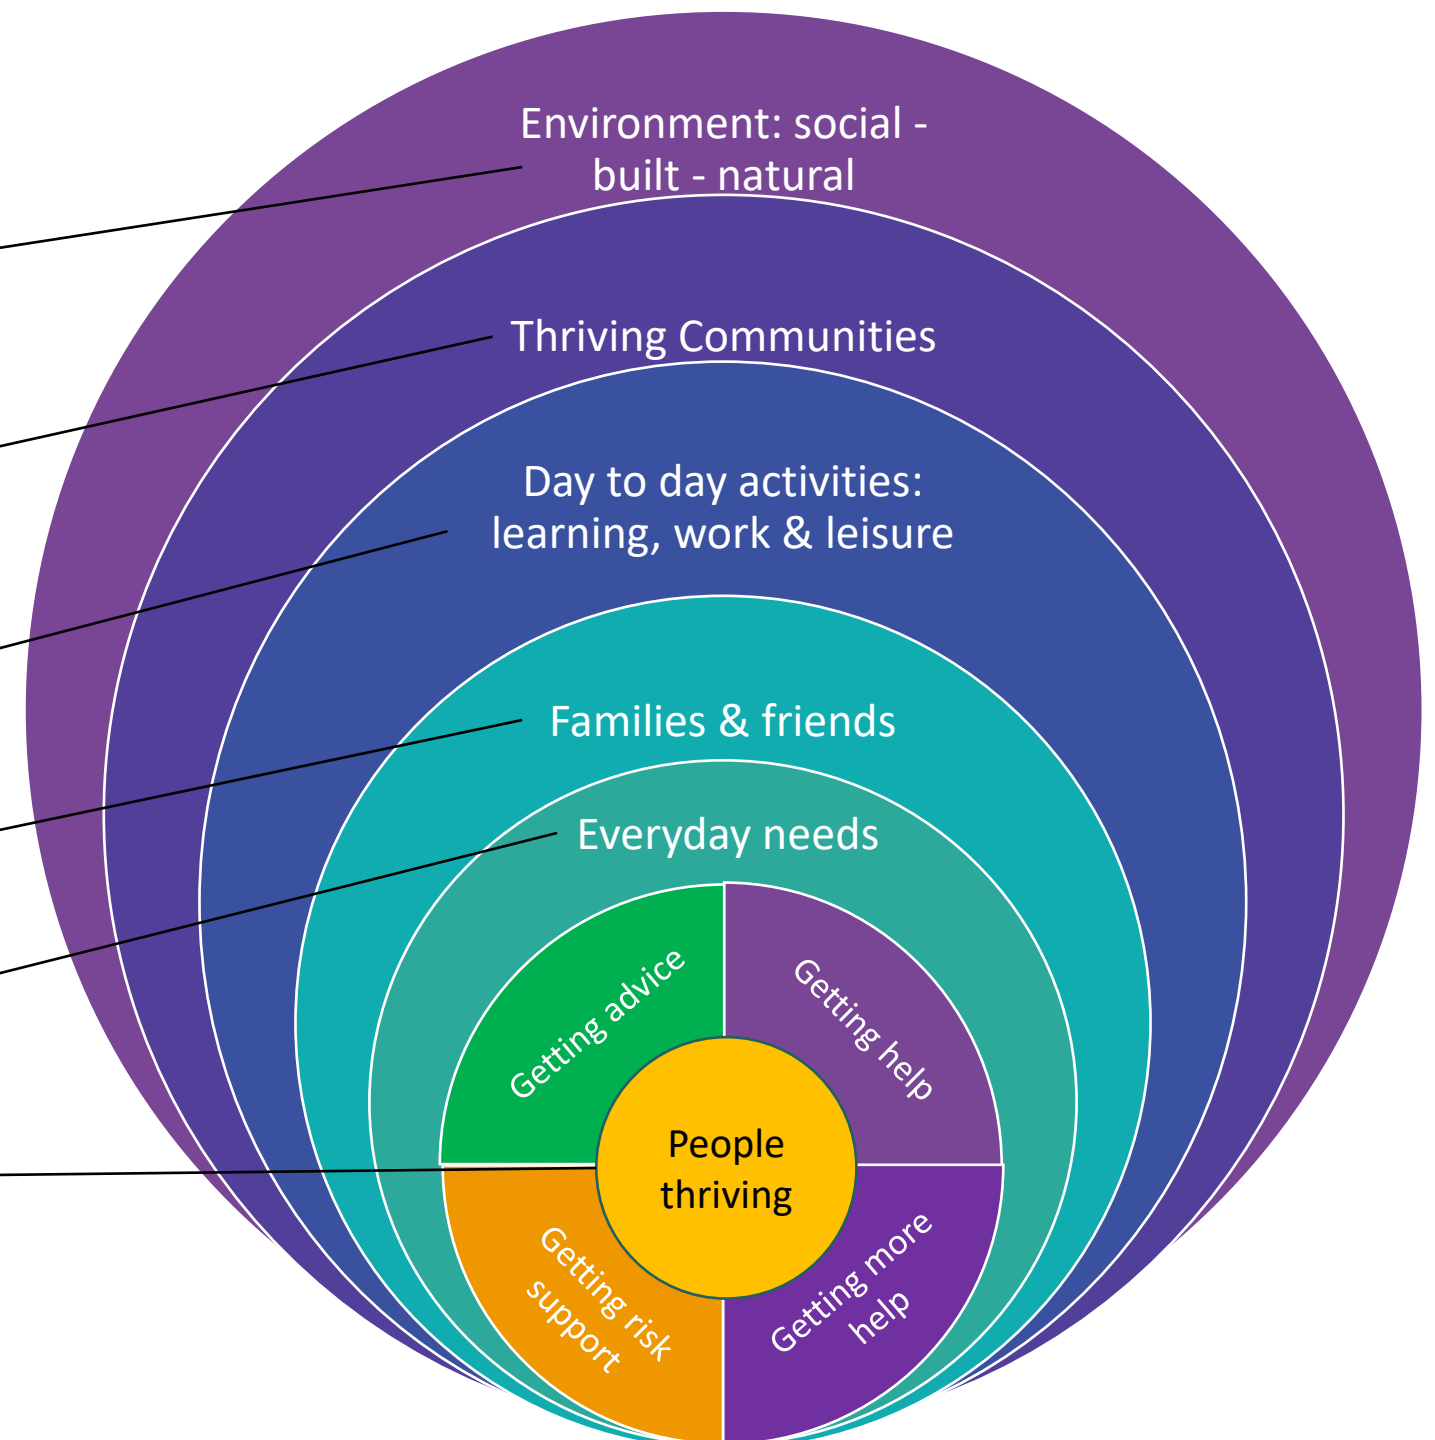 Environment: social -
built - natural
Thriving Communities
Day to day activities:
learning, work & leisure
Families & friends
Everyday needs
Getting advice
Getting help
People
thriving
Getting risk
support
Getting more
help